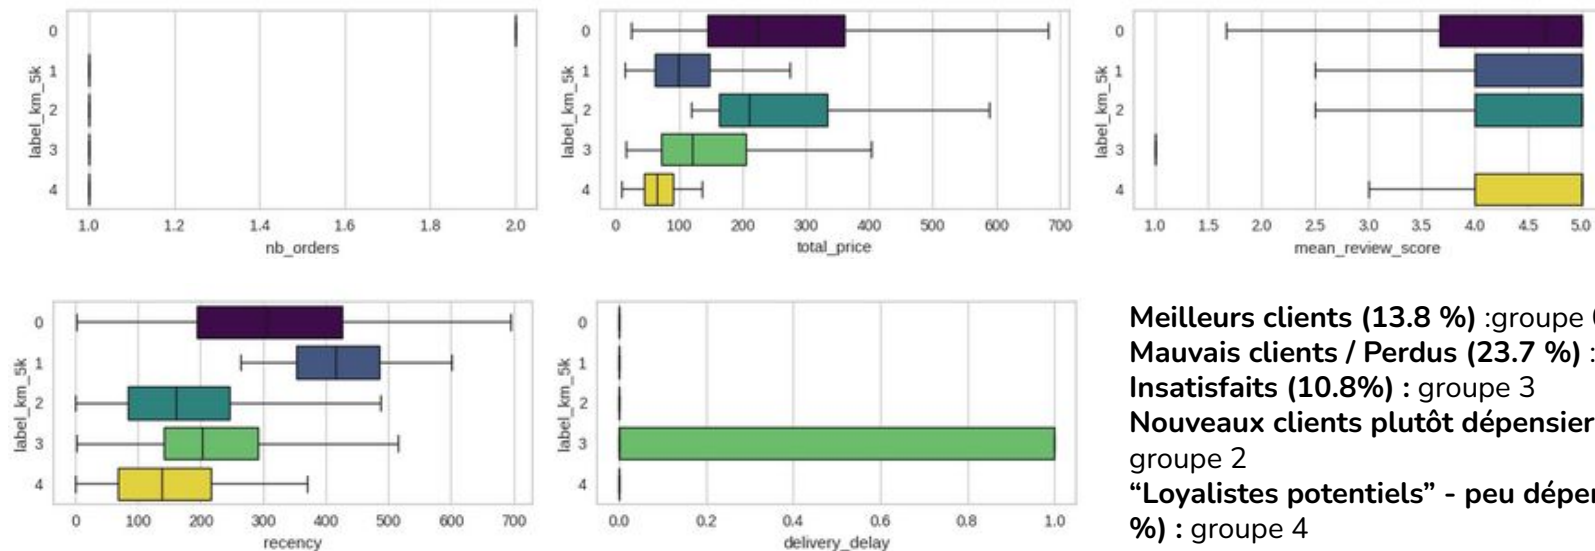 0
1
2
3
4
label_km_5k
1.0 1.2 1.4 1.6 1.8 2.0
nb_orders
0
1
2
3
4
label_km_5k
0 100 200 300 400 500 600 700
total_price
0
1
2
3
4
label_km_5k
1.0 1.5 2.0 2.5 3.0 3.5 4.0 4.5 5.0
mean_review_score
0
1
2
3
4
label_km_5k
0 100 200 300 400 500 600 700
recency
0
1
2
3
4
label_km_5k
0.0 0.2 0.4 0.6 0.8 1.0
delivery_delay
Meilleurs clients (13.8 %) :groupe
Mauvais clients / Perdus (23.7 %) :
Insatisfaits (10.8%) : groupe 3
Nouveaux clients plutôt dépensier
groupe 2
“Loyalistes potentiels” - peu
%) : groupe 4